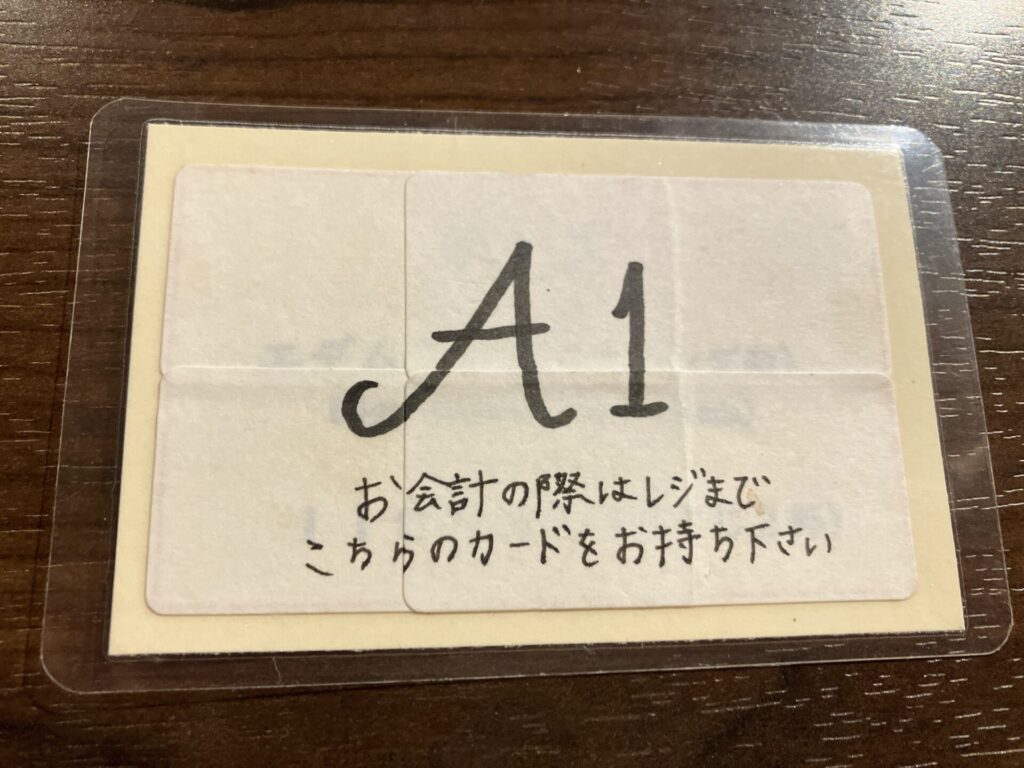 A1
お会計の際はレジまで
こちらのカードをお持ち下さい